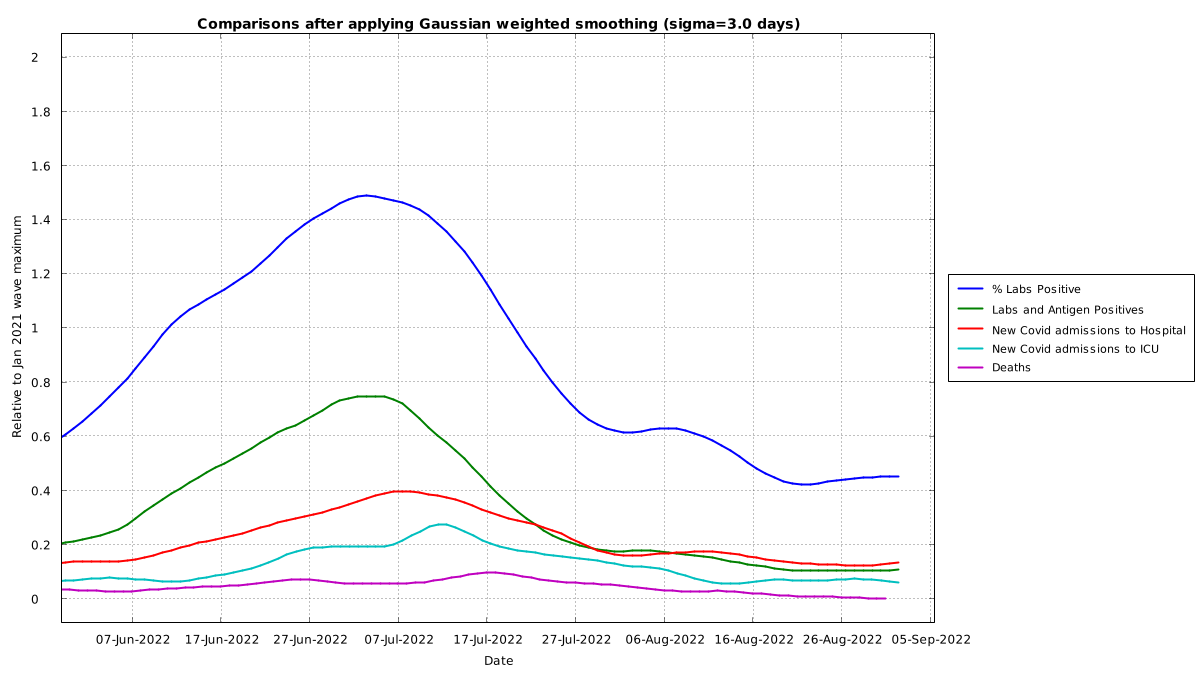 Comparisons after applying Gaussian weighted smoothing (sigma=3.0 days)
Relative to Jan 2021 wave maximum
2
1.8
1.6
1.4
1.2
1
0.8
0.6
0.4
0.2
0
07-Jun-2022 17-Jun-2022 27-Jun-2022 07-Jul-2022 17-Jul-2022 27-Jul-2022 06-Aug-2022 16-Aug-2022 26-Aug-2022 05-Sep-2022
Date
% Labs Positive
Labs and Antigen Positives
New Covid admissions to Hospital
New Covid admissions to ICU
Deaths